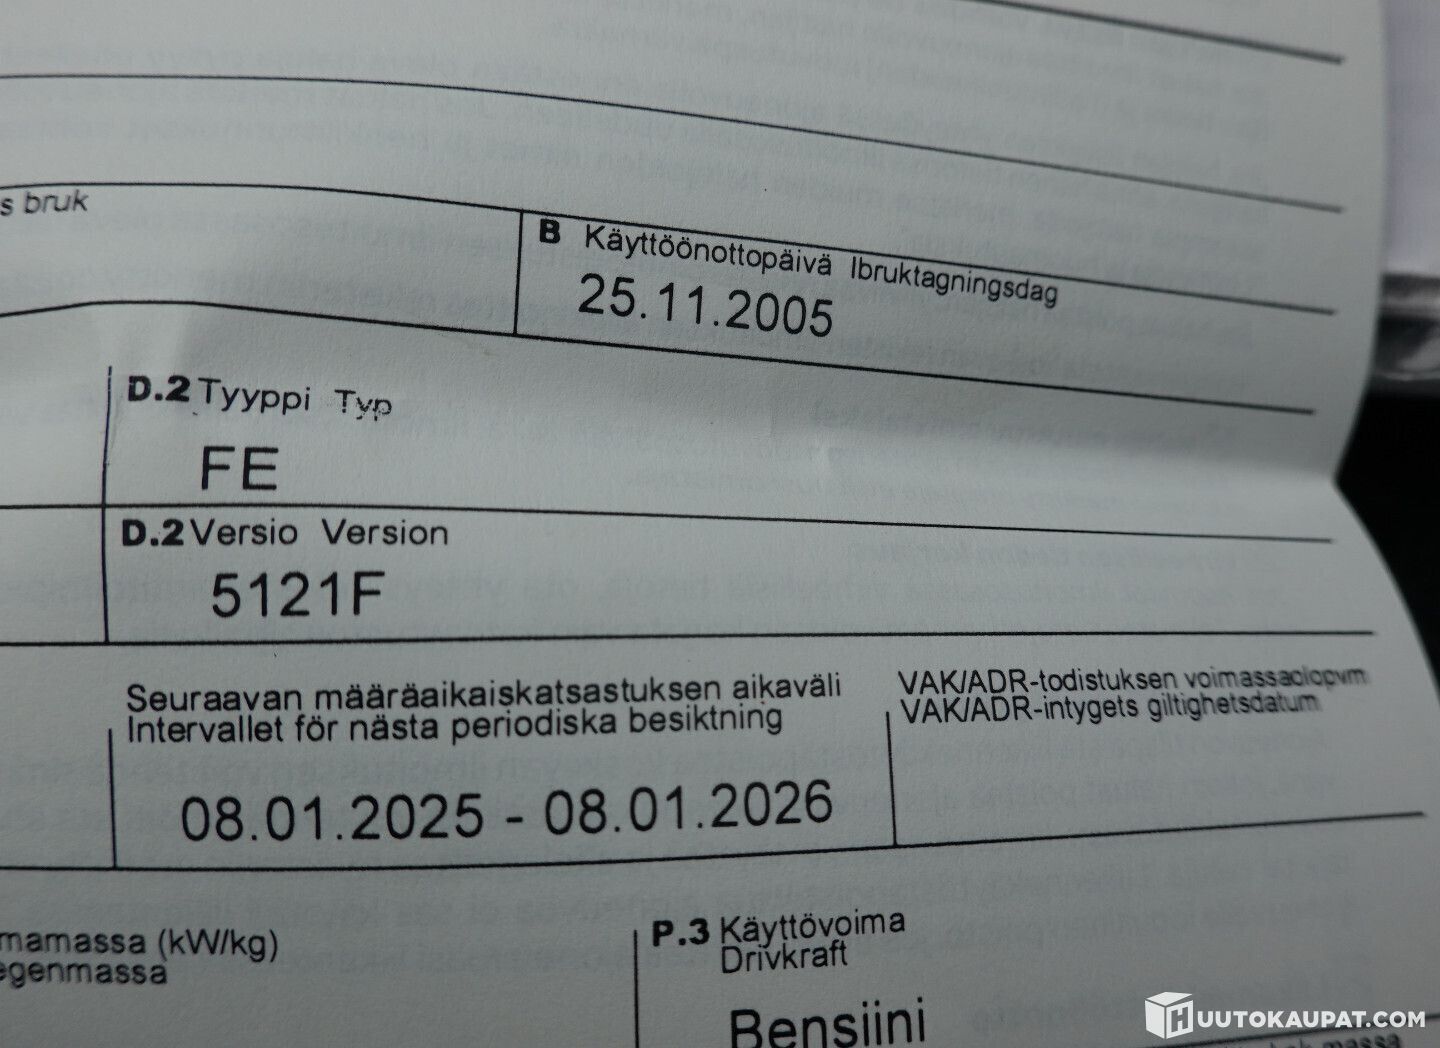 s bruk
B Käyttöönottopäivä Ibruktagningsdag
25.11.2005
D.2 Tyyppi Typ
FE
D.2 Versio Version
5121F
Seuraavan määräaikaiskatsastuksen aikaväli
Intervallet för nästa periodiska besiktning
08.01.2025 - 08.01.2026
VAK/ADR-todistuksen voimassaolopvm
VAK/ADR-intygets giltighetsdatum
mamassa (kW/kg)
egenmassa
P.3 Käyttövoima
Drivkraft
Bensiini
massa
HUUTOKAUPAT.COM